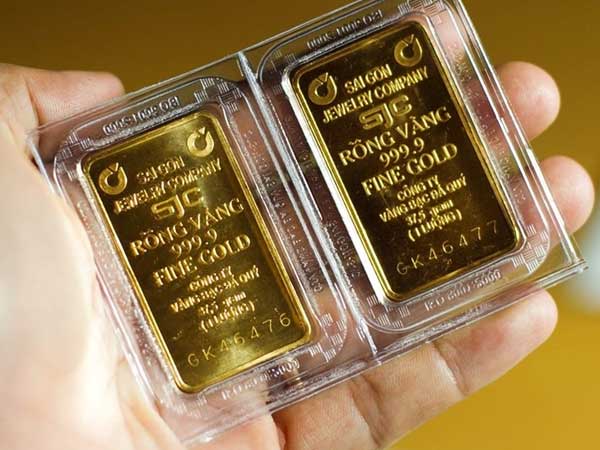 SAIGON
JEWELRY COMPANY
SJC
RỒNG VÀNG
999.9
FINE GOLD
CÔNG TY
VÀNG BẠC ĐÁ QUÝ
37,5 gam
(1 LƯỢNG)
GK46476
SAIGON
JEWELRY COMPANY
SJC
RỒNG VÀNG
999.9
FINE GOLD
CÔNG TY
VÀNG BẠC ĐÁ QUÝ
37,5 gam
(1 LƯỢNG)
GK46477